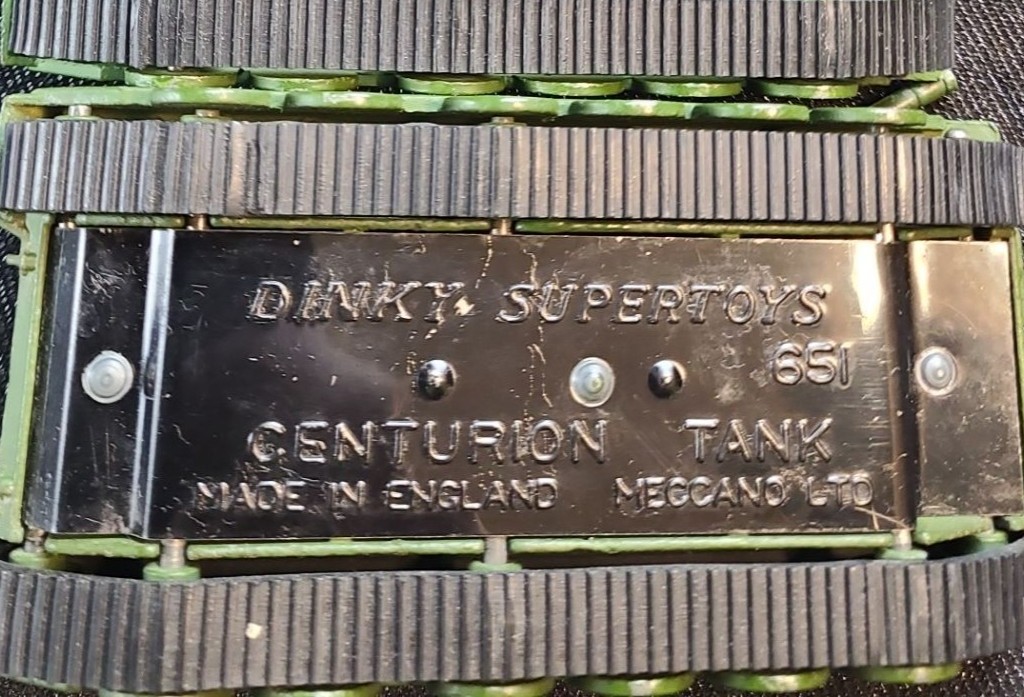 DINKY SUPERTOYS
651
CENTURION TANK
MADE IN ENGLAND MECCANO LTD